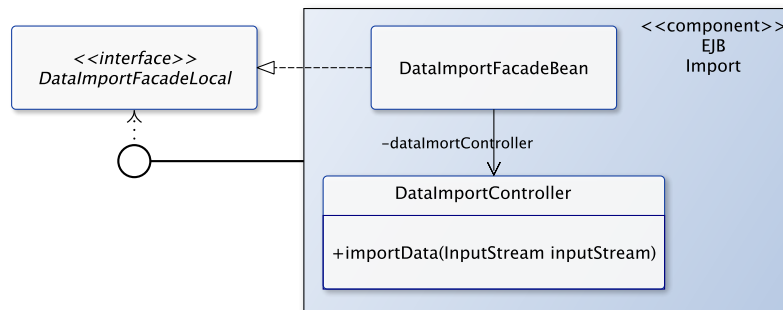 <<interface>>
DataImportFacadeLocal
DataImportFacadeBean
<<component>>
EJB
Import
-dataImortController
DataImportController
+importData(InputStream inputStream)